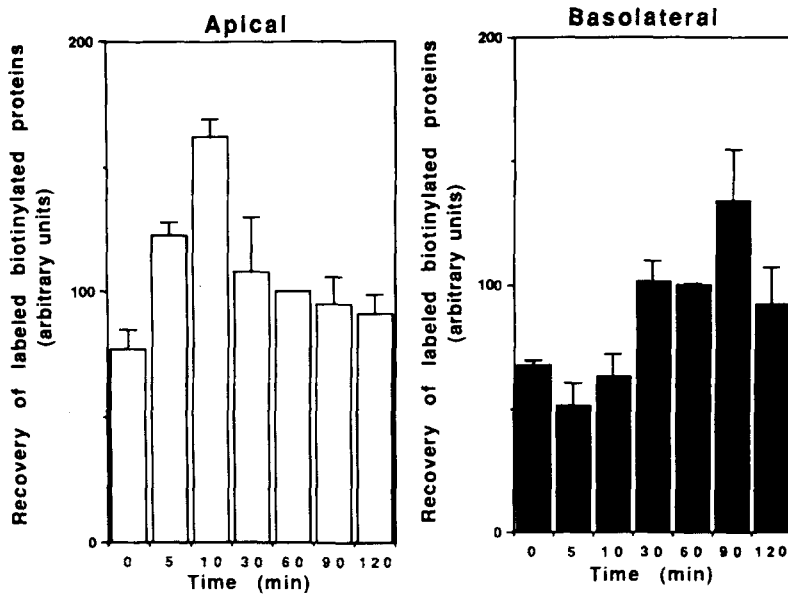 Apical
Recovery of labeled biotinylated proteins
(arbitrary units)
200
100
0
0 5 10 30 60 90 120
Time (min)
Basolateral
Recovery of labeled biotinylated proteins
(arbitrary units)
200
100
0
0 5 10 30 60 90 120
Time (min)